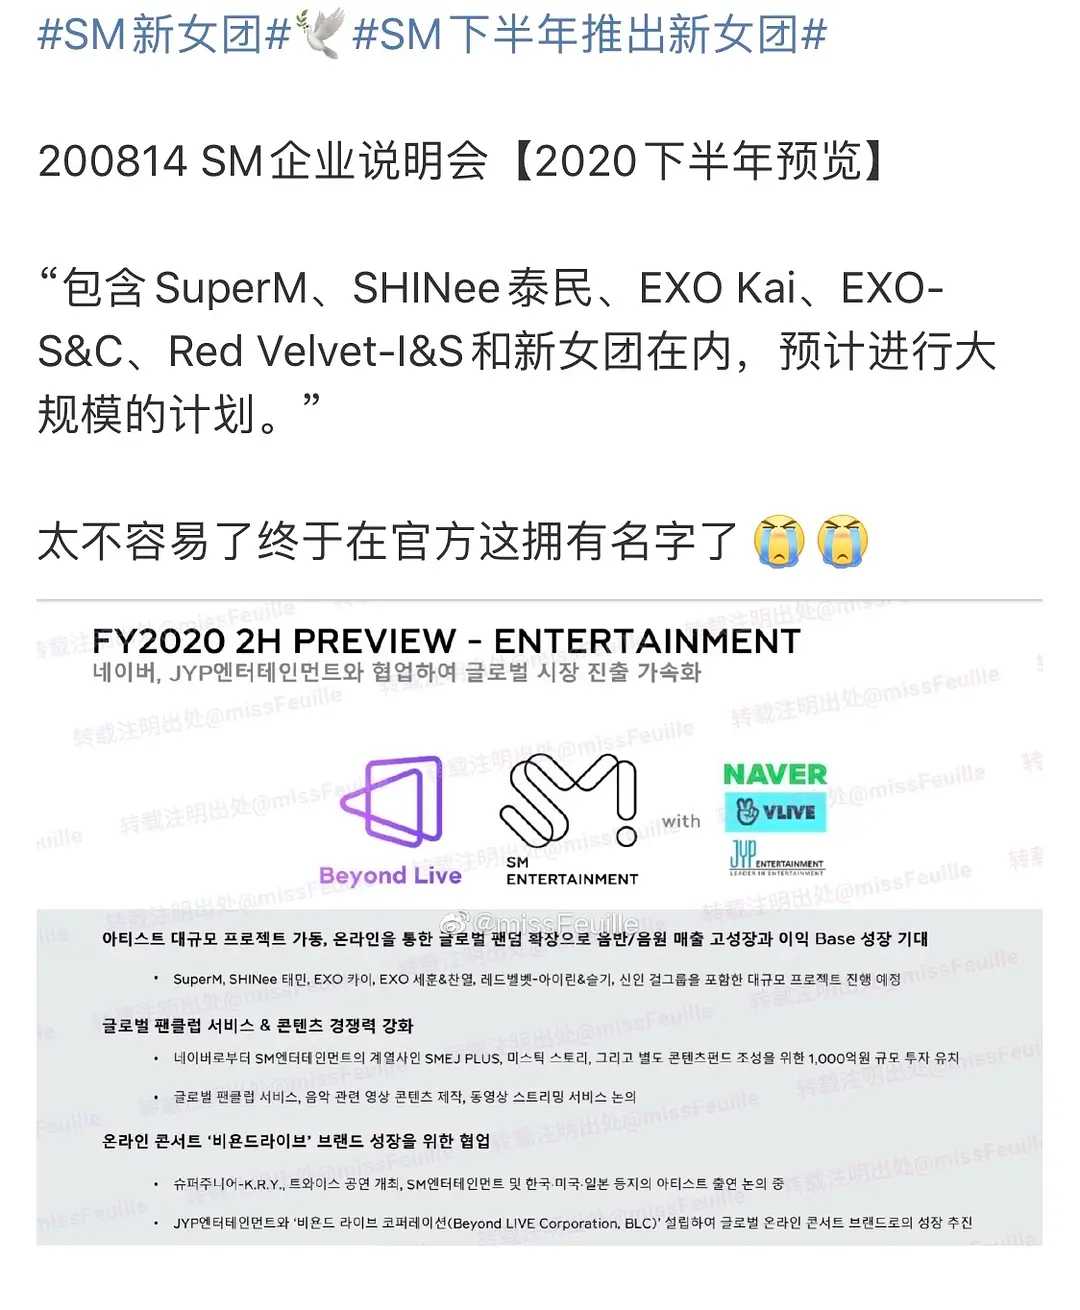 #SM新女团#🕊#SM下半年推出新女团#
200814 SM企业说明会【2020下半年预览】
“包含SuperM、SHINee泰民、EXO Kai、EXO-
S&C、Red Velvet-I&S和新女团在内，预计进行大
规模的计划。”
太不容易了终于在官方这拥有名字了😭😭
FY2020 2H PREVIEW - ENTERTAINMENT
네이버, JYP엔터테인먼트와 협업하여 글로벌 시장 진출 가속화
Beyond Live
SM
ENTERTAINMENT
with
NAVER
VLIVE
JYP ENTERTAINMENT
LEADER IN ENTERTAINMENT
@missFeuille
아티스트 대규모 프로젝트 가동, 온라인을 통한 글로벌 팬덤 확장으로 음반/음원 매출 고성장과 이익 Base 성장 기대
• SuperM, SHINee 태민, EXO 카이, EXO 세훈&찬열, 레드벨벳-아이린&슬기, 신인 걸그룹을 포함한 대규모 프로젝트 진행 예정
글로벌 팬클럽 서비스 & 콘텐츠 경쟁력 강화
• 네이버로부터 SM엔터테인먼트의 계열사인 SMEJ PLUS, 미스틱 스토리, 그리고 별도 콘텐츠펀드 조성을 위한 1,000억원 규모 투자 유치
• 글로벌 팬클럽 서비스, 음악 관련 영상 콘텐츠 제작, 동영상 스트리밍 서비스 논의
온라인 콘서트 ‘비욘드라이브’ 브랜드 성장을 위한 협업
• 슈퍼주니어-K.R.Y., 트와이스 공연 개최, SM엔터테인먼트 및 한국·미국·일본 등지의 아티스트 출연 논의 중
• JYP엔터테인먼트와 ‘비욘드 라이브 코퍼레이션(Beyond LIVE Corporation, BLC)’ 설립하여 글로벌 온라인 콘서트 브랜드로의 성장 추진
转载注明出处@missFeuille